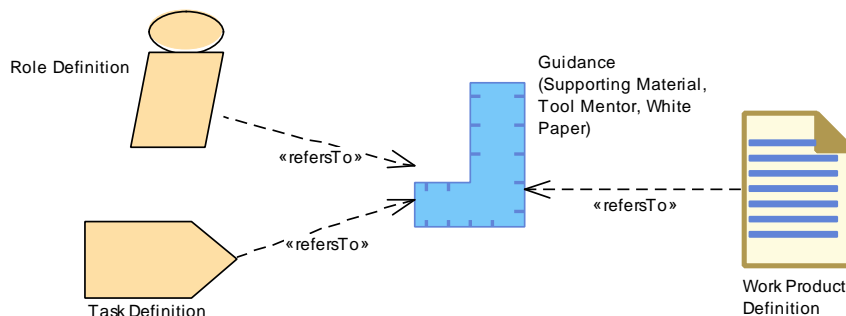 Role Definition
Guidance
(Supporting Material,
Tool Mentor, White
Paper)
«refersTo»
«refersTo»
«refersTo»
Task Definition
Work Product
Definition